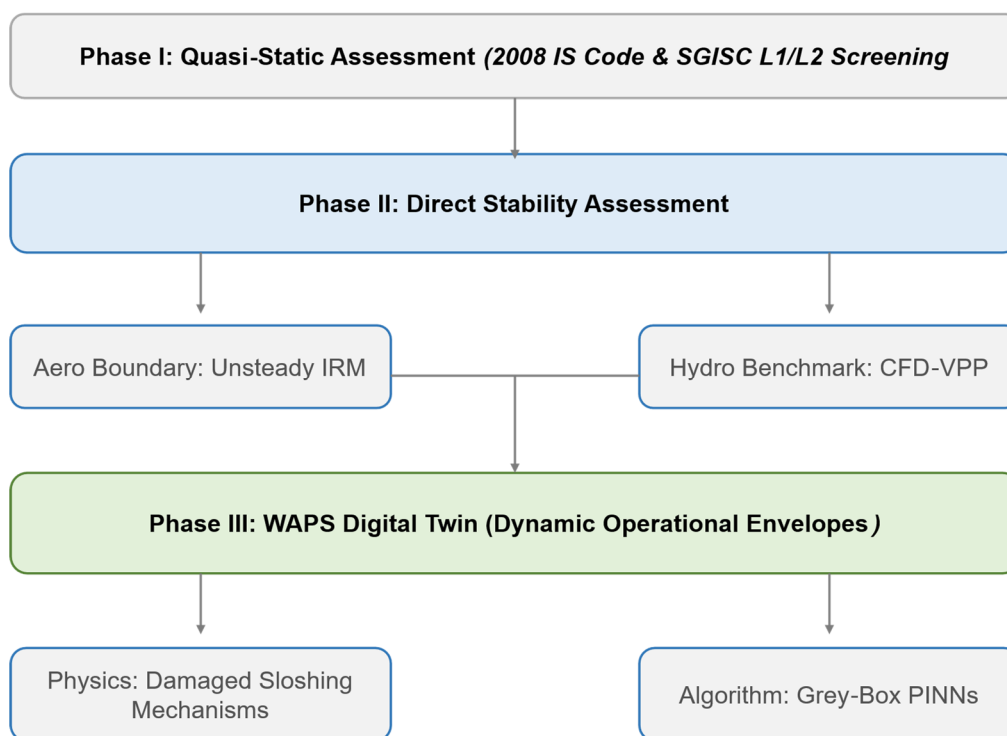 Phase I: Quasi-Static Assessment (2008 IS Code & SGISC L1/L2 Screening
Phase II: Direct Stability Assessment
Aero Boundary: Unsteady IRM
Hydro Benchmark: CFD-VPP
Phase III: WAPS Digital Twin (Dynamic Operational Envelopes)
Physics: Damaged Sloshing
Mechanisms
Algorithm: Grey-Box PINNs